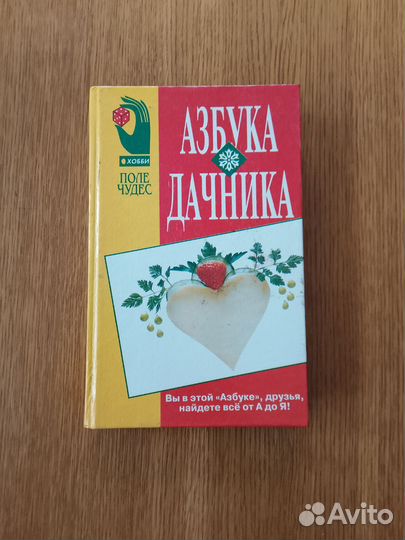 ХОББИ
ПОЛЕ
ЧУДЕС
АЗБУКА
ДАЧНИКА
Вы в этой «Азбуке», друзья,
найдете всё от А до Я!
Avito